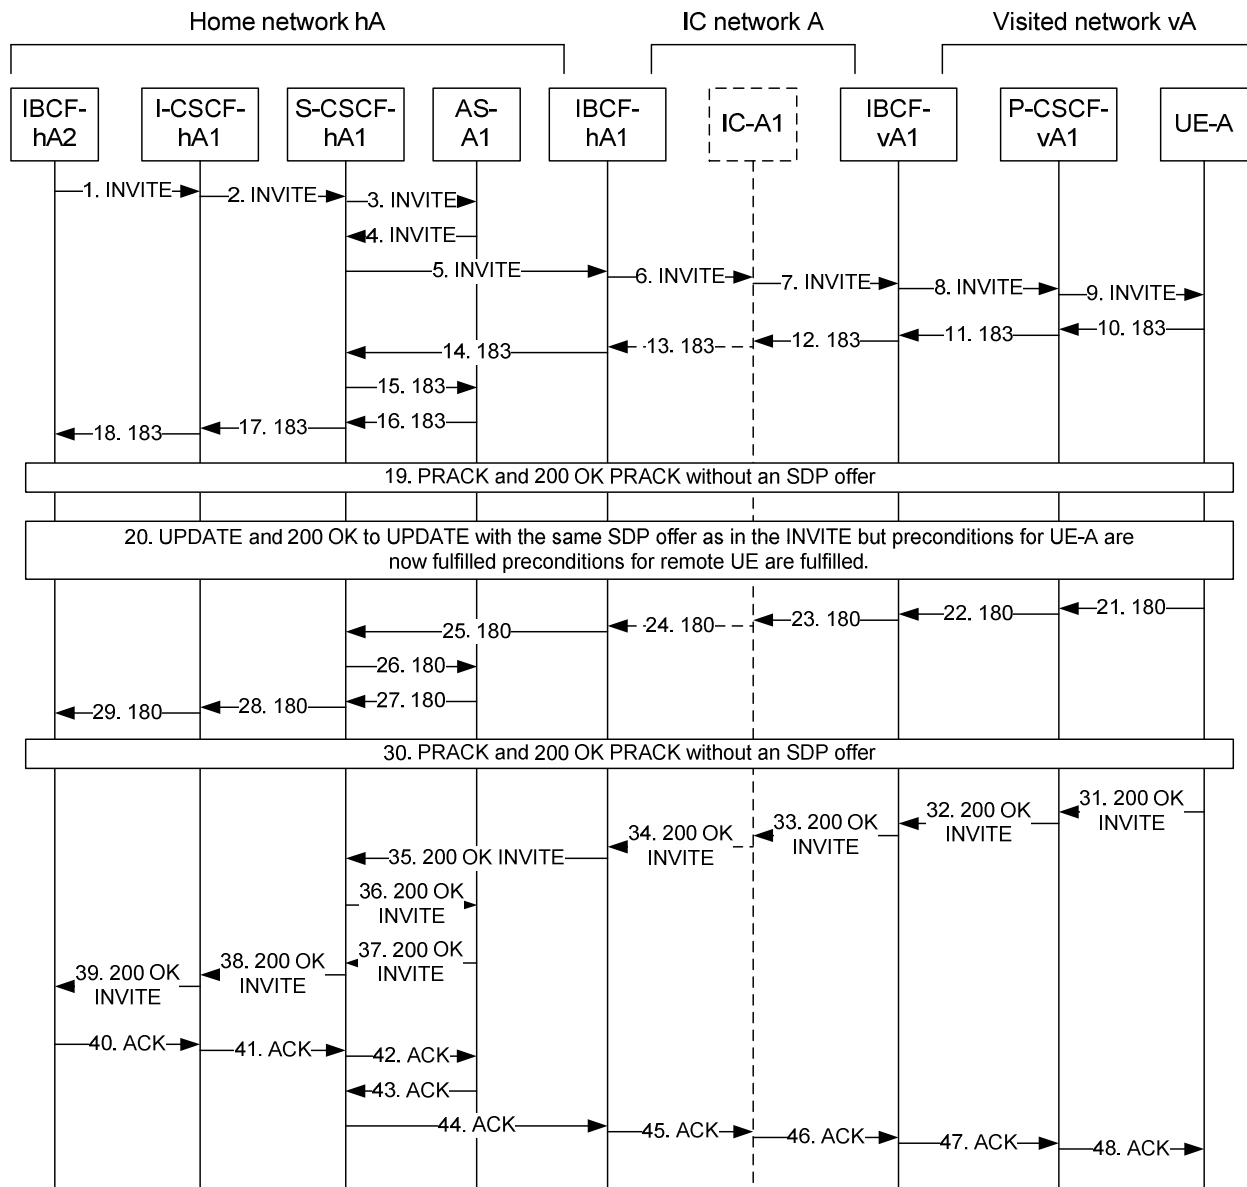 Home network hA
IC network A
Visited network vA
IBCF-
hA2
I-CSCF-
hA1
S-CSCF-
hA1
AS-
A1
IBCF-
hA1
IC-A1
IBCF-
vA1
P-CSCF-
vA1
UE-A
1. INVITE
2. INVITE
3. INVITE
4. INVITE
5. INVITE
6. INVITE
7. INVITE
8. INVITE
9. INVITE
10. 183
11. 183
12. 183
13. 183
14. 183
15. 183
16. 183
17. 183
18. 183
19. PRACK and 200 OK PRACK without an SDP offer
20. UPDATE and 200 OK to UPDATE with the same SDP offer as in the INVITE but preconditions for UE-A are
now fulfilled preconditions for remote UE are fulfilled.
21. 180
22. 180
23. 180
24. 180
25. 180
26. 180
27. 180
28. 180
29. 180
30. PRACK and 200 OK PRACK without an SDP offer
31. 200 OK
INVITE
32. 200 OK
INVITE
33. 200 OK
INVITE
34. 200 OK
INVITE
35. 200 OK INVITE
36. 200 OK
INVITE
37. 200 OK
INVITE
38. 200 OK
INVITE
39. 200 OK
INVITE
40. ACK
41. ACK
42. ACK
43. ACK
44. ACK
45. ACK
46. ACK
47. ACK
48. ACK